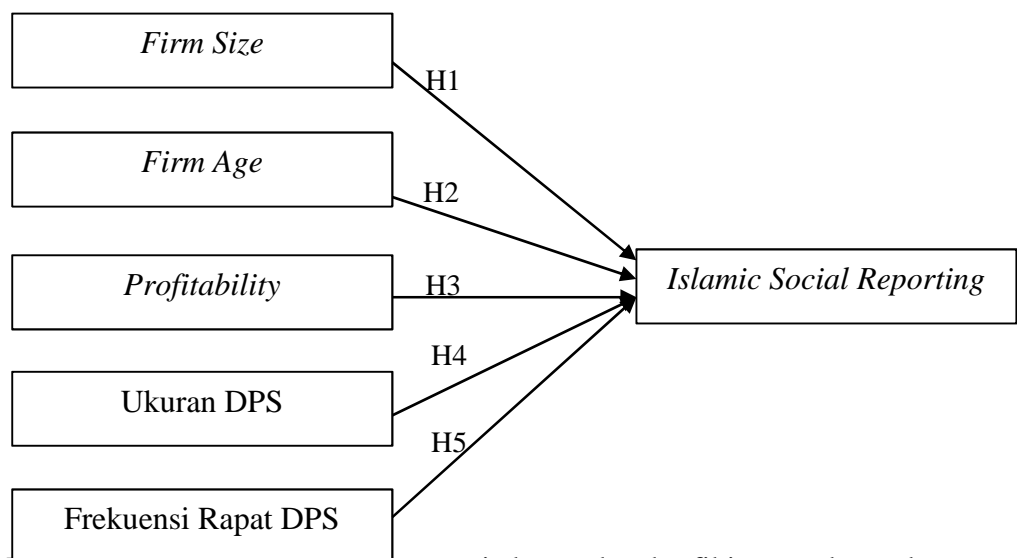 Firm Size
H1
Firm Age
H2
Profitability
H3
Islamic Social Reporting
H4
Ukuran DPS
H5
Frekuensi Rapat DPS